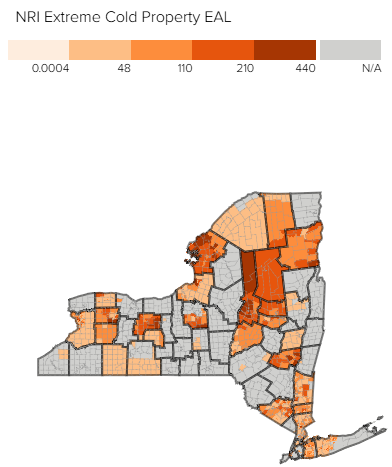 NRI Extreme Cold Property EAL
0.0004 48 110 210 440 N/A